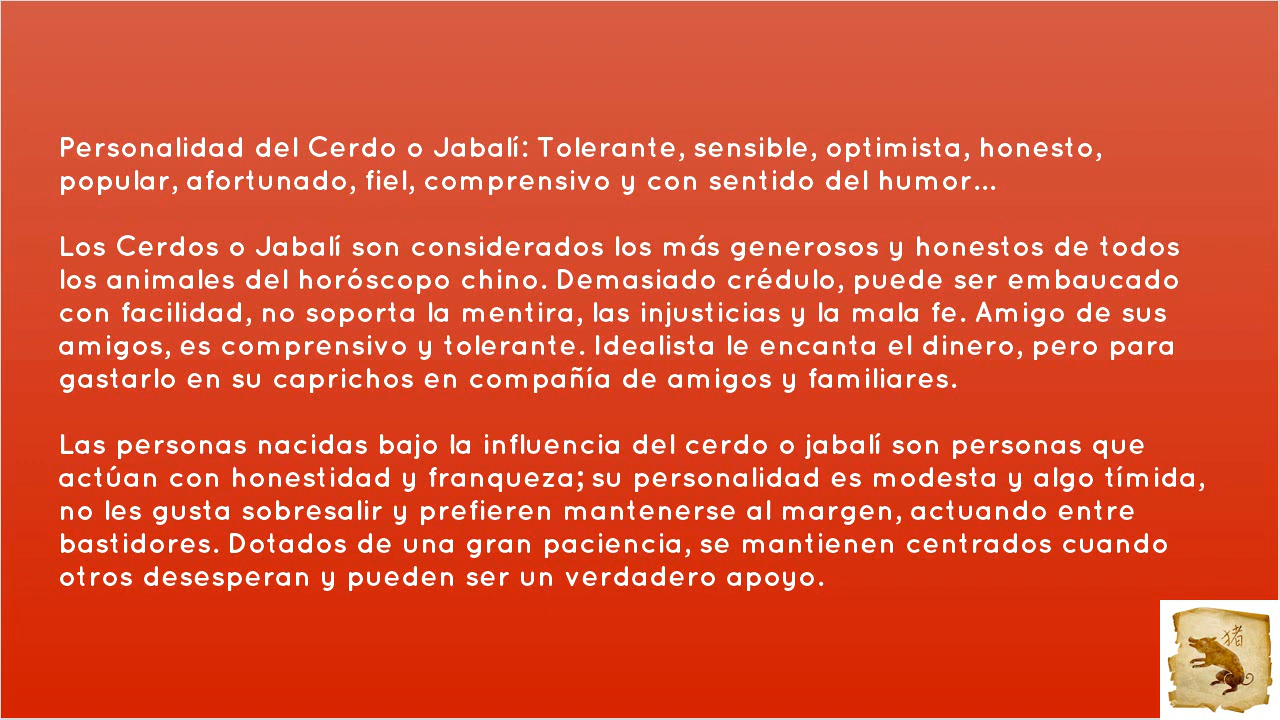 Personalidad del Cerdo o Jabalí: Tolerante, sensible, optimista, honesto,
popular, afortunado, fiel, comprensivo y con sentido del humor...
Los Cerdos o Jabalí son considerados los más generosos y honestos de todos
los animales del horóscopo chino. Demasiado crédulo, puede ser embaucado
con facilidad, no soporta la mentira, las injusticias y la mala fe. Amigo de sus
amigos, es comprensivo y tolerante. Idealista le encanta el dinero, pero para
gastarlo en su caprichos en compañía de amigos y familiares.
Las personas nacidas bajo la influencia del cerdo o jabalí son personas que
actúan con honestidad y franqueza; su personalidad es modesta y algo tímida,
no les gusta sobresalir y prefieren mantenerse al margen, actuando entre
bastidores. Dotados de una gran paciencia, se mantienen centrados cuando
otros desesperan y pueden ser un verdadero apoyo.
猪